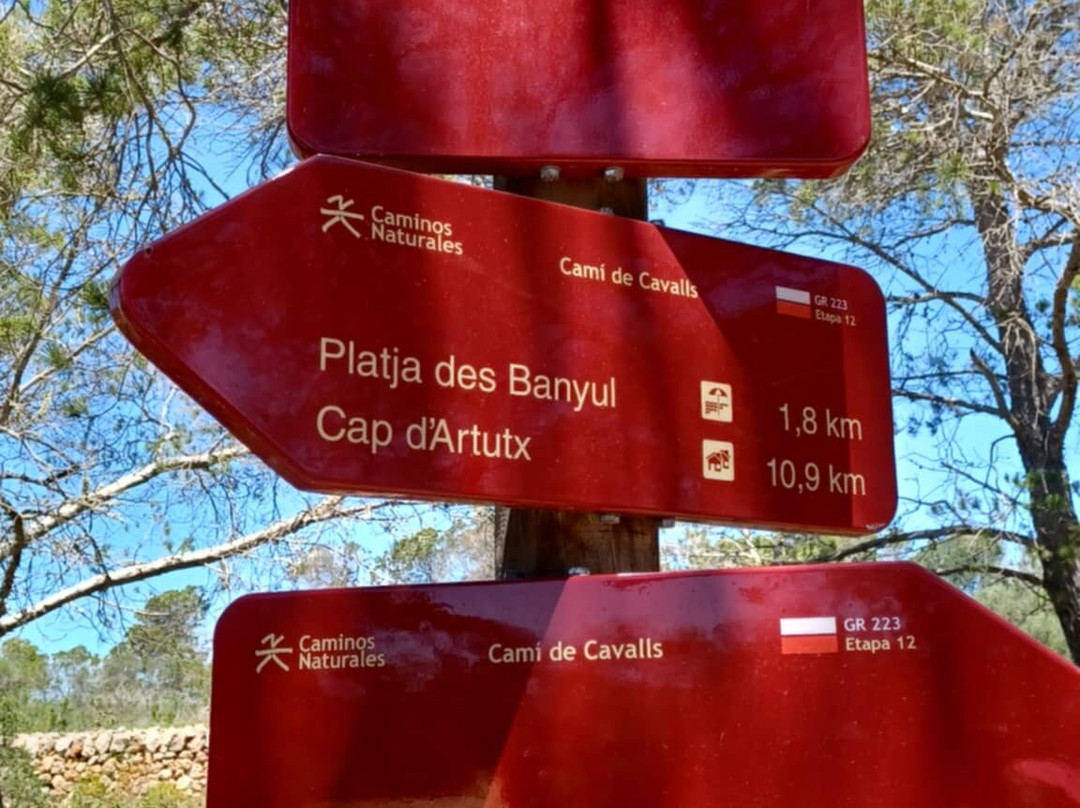 Caminos
Naturales
Camí de Cavalls
GR 223
Etapa 12
Platja des Banyul
1,8 km
Cap d'Artutx
10,9 km
Caminos
Naturales
Camí de Cavalls
GR 223
Etapa 12